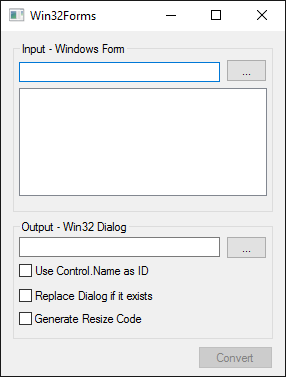 Win32Forms
Input - Windows Form
...
Output - Win32 Dialog
...
Use Control.Name as ID
Replace Dialog if it exists
Generate Resize Code
Convert